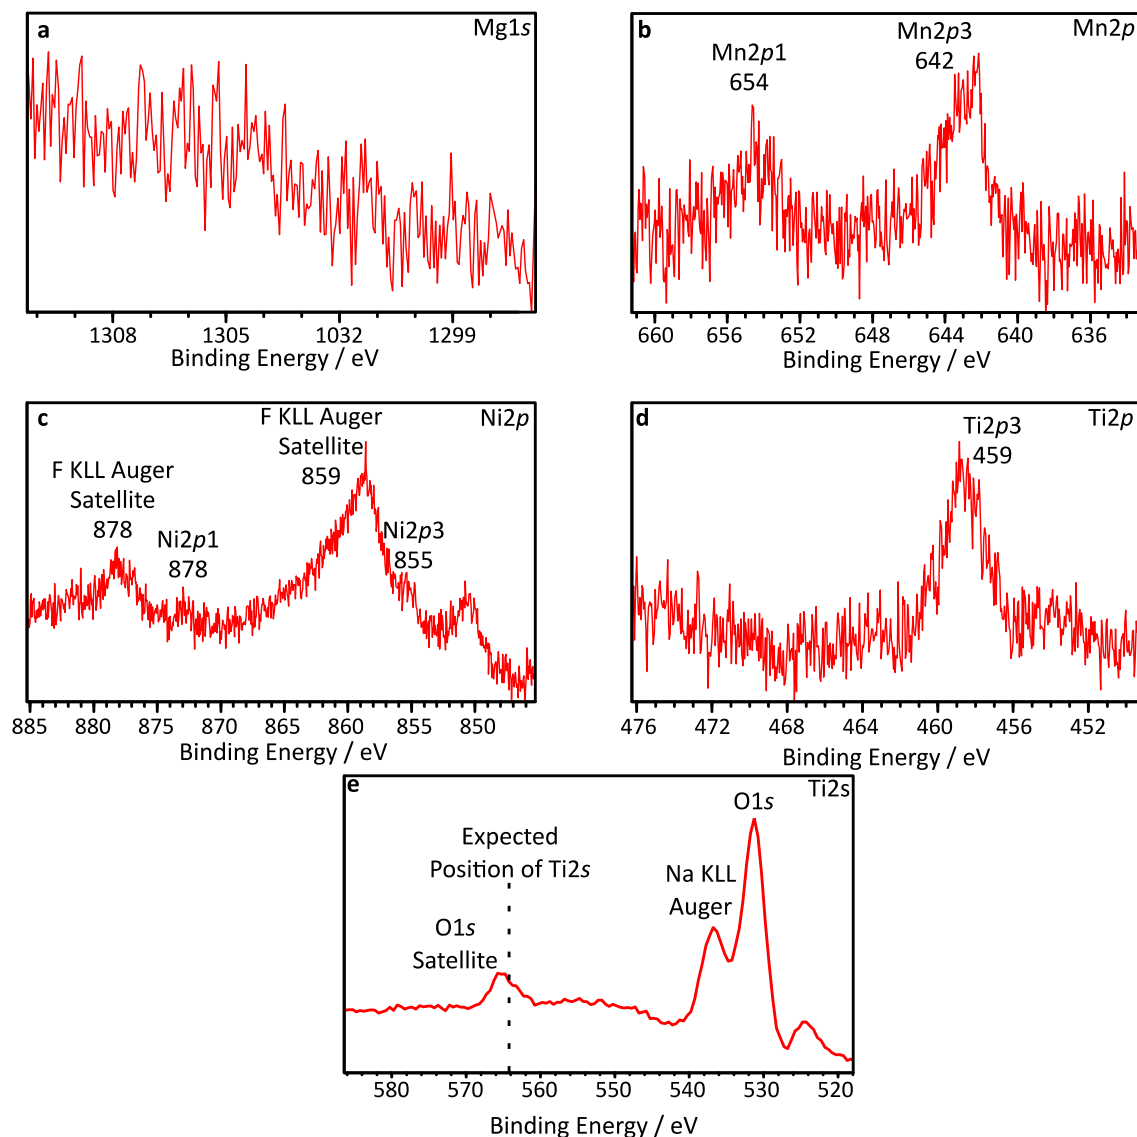 a
Mg1s
1308 1305 1032 1299
Binding Energy / eV
b
Mn2p
Mn2p1
654
Mn2p3
642
660 656 652 648 644 640 636
Binding Energy / eV
c
Ni2p
F KLL Auger
Satellite
878
Ni2p1
878
F KLL Auger
Satellite
859
Ni2p3
855
885 880 875 870 865 860 855 850
Binding Energy / eV
d
Ti2p
Ti2p3
459
476 472 468 464 460 456 452
Binding Energy / eV
e
Ti2s
Expected
Position of Ti2s
O1s
Satellite
Na KLL
Auger
O1s
580 570 560 550 540 530 520
Binding Energy / eV